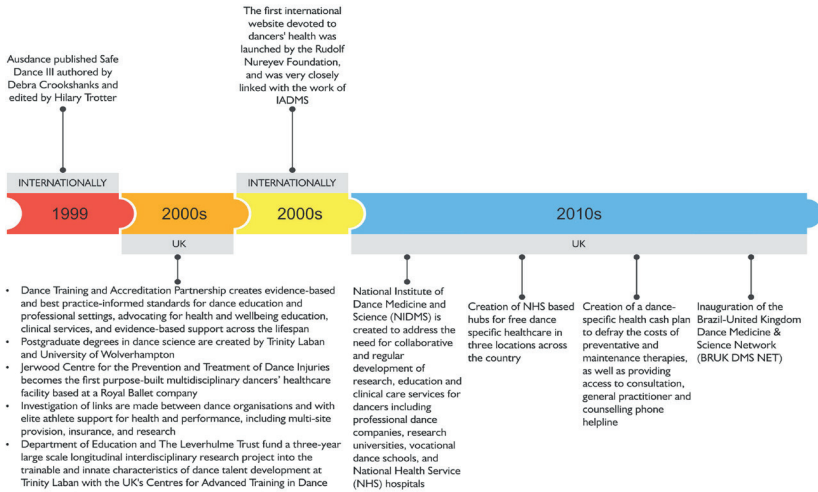 Ausdance published Safe
Dance III authored by
Debra Crookshanks and
edited by Hilary Trotter
The first international
website devoted to
dancers' health was
launched by the Rudolf
Nureyev Foundation,
and was very closely
linked with the work of
IADMS
INTERNATIONALLY
INTERNATIONALLY
1999
2000s
2000s
2010s
UK
UK
• Dance Training and Accreditation Partnership creates evidence-based
and best practice-informed standards for dance education and
professional settings, advocating for health and wellbeing education,
clinical services, and evidence-based support across the lifespan
• Postgraduate degrees in dance science are created by Trinity Laban
and University of Wolverhampton
• Jerwood Centre for the Prevention and Treatment of Dance Injuries
becomes the first purpose-built multidisciplinary dancers' healthcare
facility based at a Royal Ballet company
• Investigation of links are made between dance organisations and with
elite athlete support for health and performance, including multi-site
provision, insurance, and research
• Department of Education and The Leverhulme Trust fund a three-year
large scale longitudinal interdisciplinary research project into the
trainable and innate characteristics of dance talent development at
Trinity Laban with the UK's Centres for Advanced Training in Dance
National Institute of
Dance Medicine and
Science (NIDMS) is
created to address the
need for collaborative
and regular
development of
research, education and
clinical care services for
dancers including
professional dance
companies, research
universities, vocational
dance schools, and
National Health Service
(NHS) hospitals
Creation of NHS based
hubs for free dance
specific healthcare in
three locations across
the country
Creation of a dance-
specific health cash plan
to defray the costs of
preventative and
maintenance therapies,
as well as providing
access to consultation,
general practitioner and
counselling phone
helpline
Inauguration of the
Brazil-United Kingdom
Dance Medicine &
Science Network
(BRUK DMS NET)